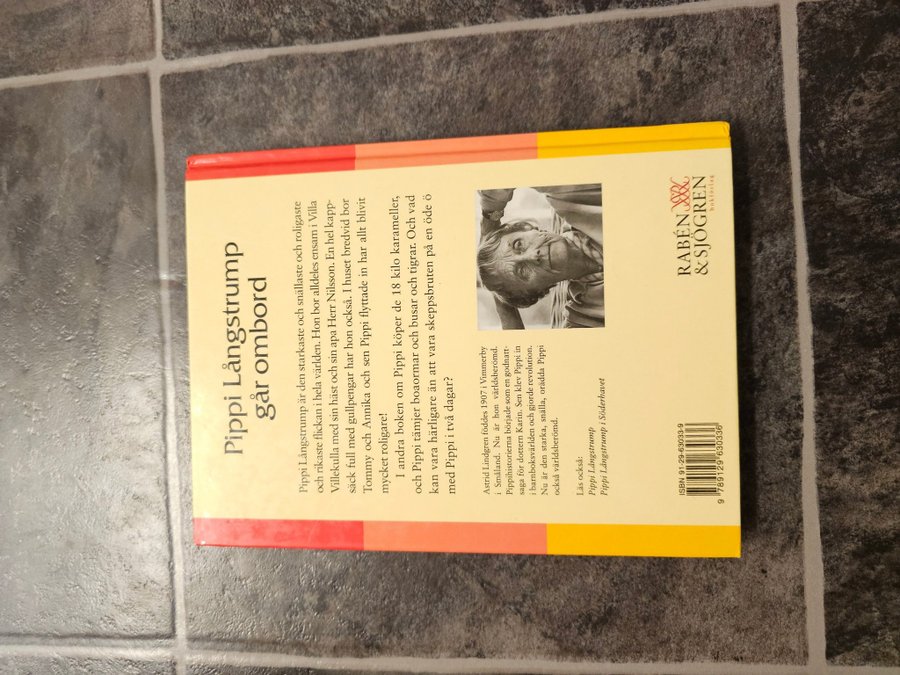 Pippi Långstrump
går ombord
Pippi Långstrump är den starkaste och snällaste och roligaste
och rikaste flickan i hela världen. Hon bor alldeles ensam i Villa
Villekulla med sin häst och sin apa Herr Nilsson. En hel kapp-
säck full med gullpengar har hon också. I huset bredvid bor
Tommy och Annika och sen Pippi flyttade in har allt blivit
mycket roligare!
I andra boken om Pippi köper de 18 kilo karameller,
och Pippi tämjer boaormar och busar och tigrar. Och vad
kan vara härligare än att vara skeppsbruten på en öde ö
med Pippi i två dagar?
Astrid Lindgren föddes 1907 i Vimmerby
i Småland. Nu är hon världsberömd.
Pippihistorierna började som en godnatt-
saga för dottern Karin. Sen klev Pippi in
i barnboksvärlden och gjorde revolution.
Nu är den starka, snälla, orädda Pippi
också världsberömd.
Läs också:
Pippi Långstrump
Pippi Långstrump i Söderhavet
ISBN 91-29-63033-9
9 789129 630336
RABÉN
&SJÖGREN
bokförlag